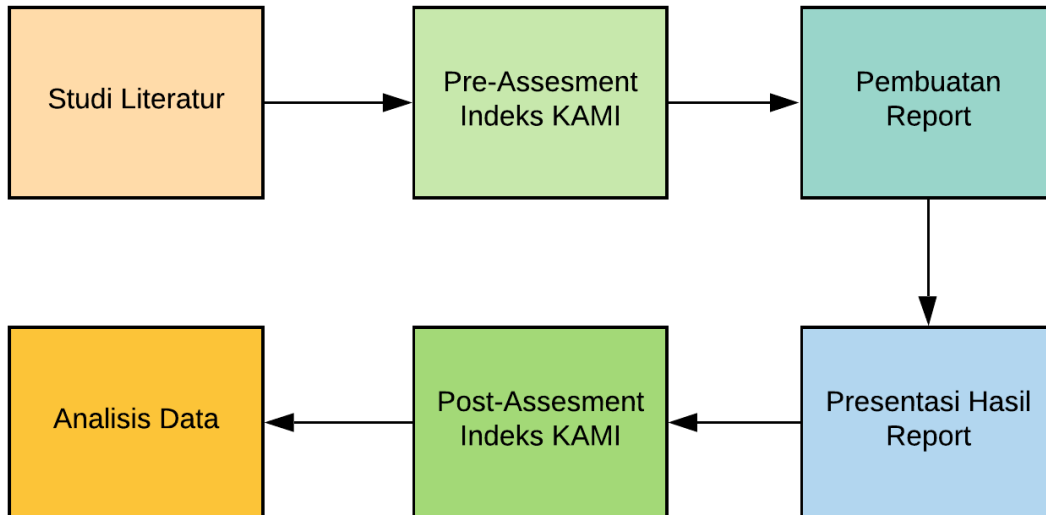 Studi Literatur
Pre-Assesment
Indeks KAMI
Pembuatan
Report
Presentasi Hasil
Report
Post-Assesment
Indeks KAMI
Analisis Data